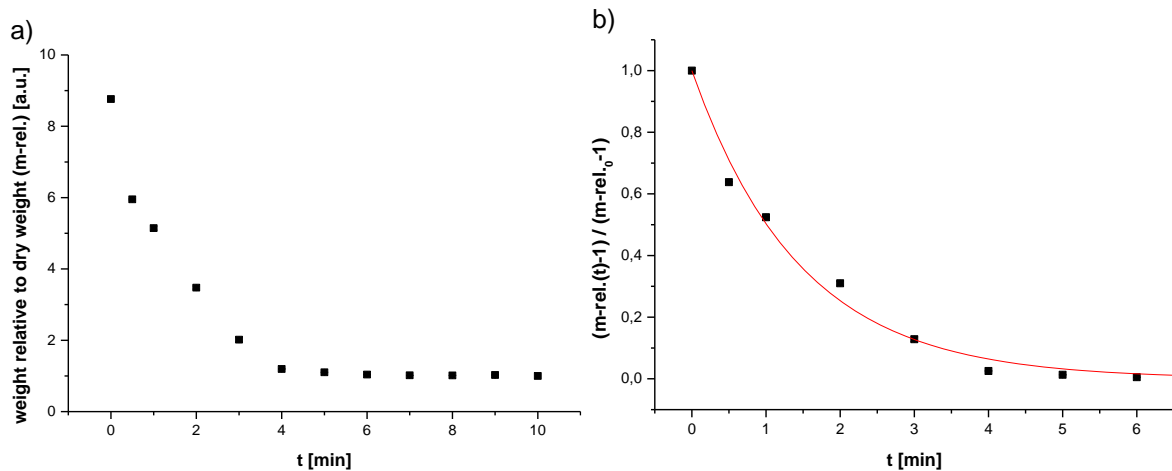 a)
weight relative to dry weight (m-rel.) [a.u.]
10
8
6
4
2
0
0 2 4 6 8 10
t [min]
b)
(m-rel.(t)-1) / (m-rel.₀-1)
1,0
0,8
0,6
0,4
0,2
0,0
0 1 2 3 4 5 6
t [min]